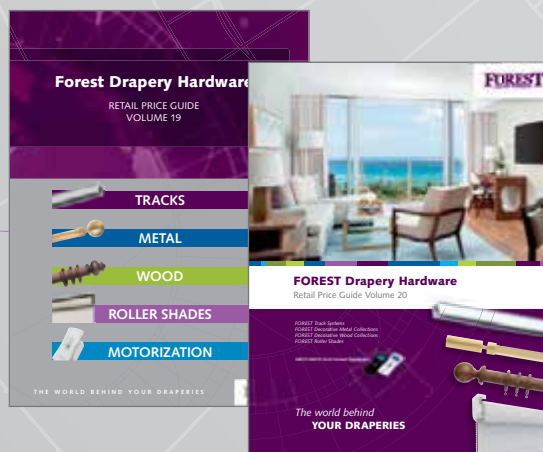 Forest Drapery Hardware
RETAIL PRICE GUIDE
VOLUME 19
TRACKS
METAL
WOOD
ROLLER SHADES
MOTORIZATION
THE WORLD BEHIND YOUR DRAPERIES
FOREST
FOREST Drapery Hardware
Retail Price Guide Volume 20
FOREST Track Systems
FOREST Decorative Metal Collections
FOREST Decorative Wood Collections
FOREST Roller Shades
The world behind
YOUR DRAPERIES